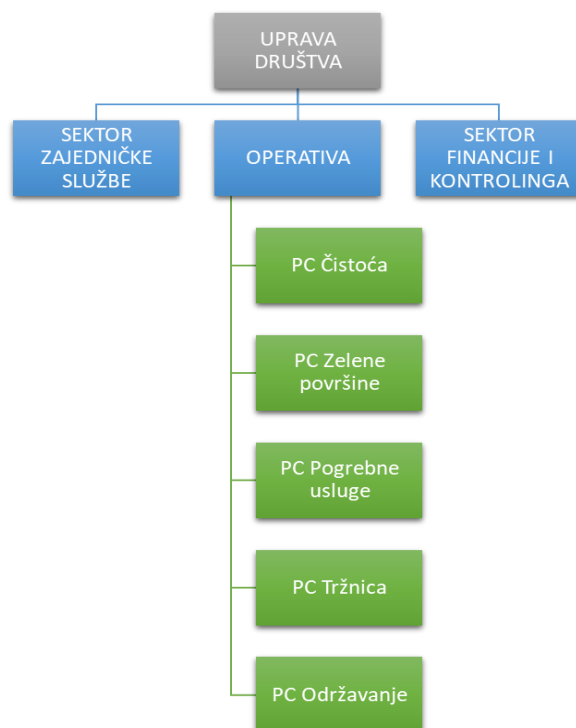 UPRAVA
DRUŠTVA
SEKTOR
ZAJEDNIČKE
SLUŽBE
OPERATIVA
SEKTOR
FINANCIJE I
KONTROLINGA
PC Čistoća
PC Zelene
površine
PC Pogrebne
usluge
PC Tržnica
PC Održavanje